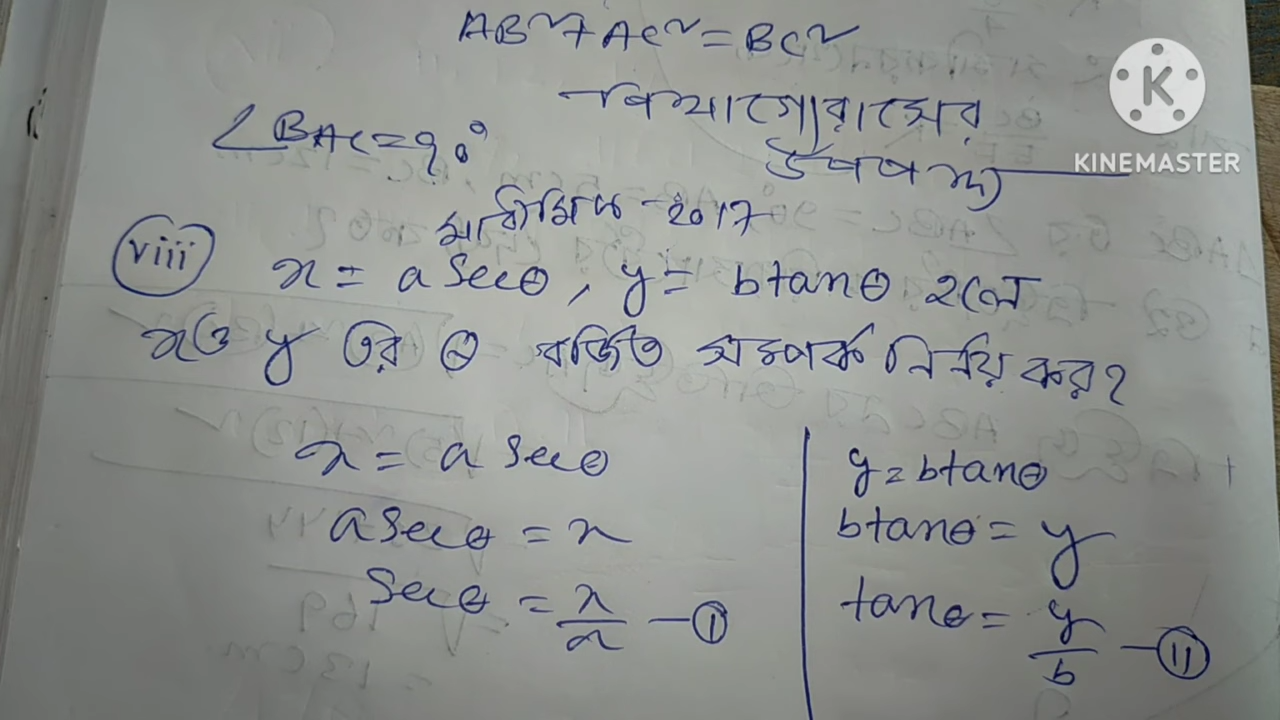 AB²+AC²=BC²
পিথাগোরাসের
উপপাদ্য
∠BAC=90°
K
KINEMASTER
মাধ্যমিক -2017
viii
x = a secθ, y = b tanθ হলে
x ও y এর θ বর্জিত সম্পর্ক নির্ণয় কর?
x = a secθ
y = b tanθ
a secθ = x
b tanθ = y
secθ = x/a — I
tanθ = y/b — II